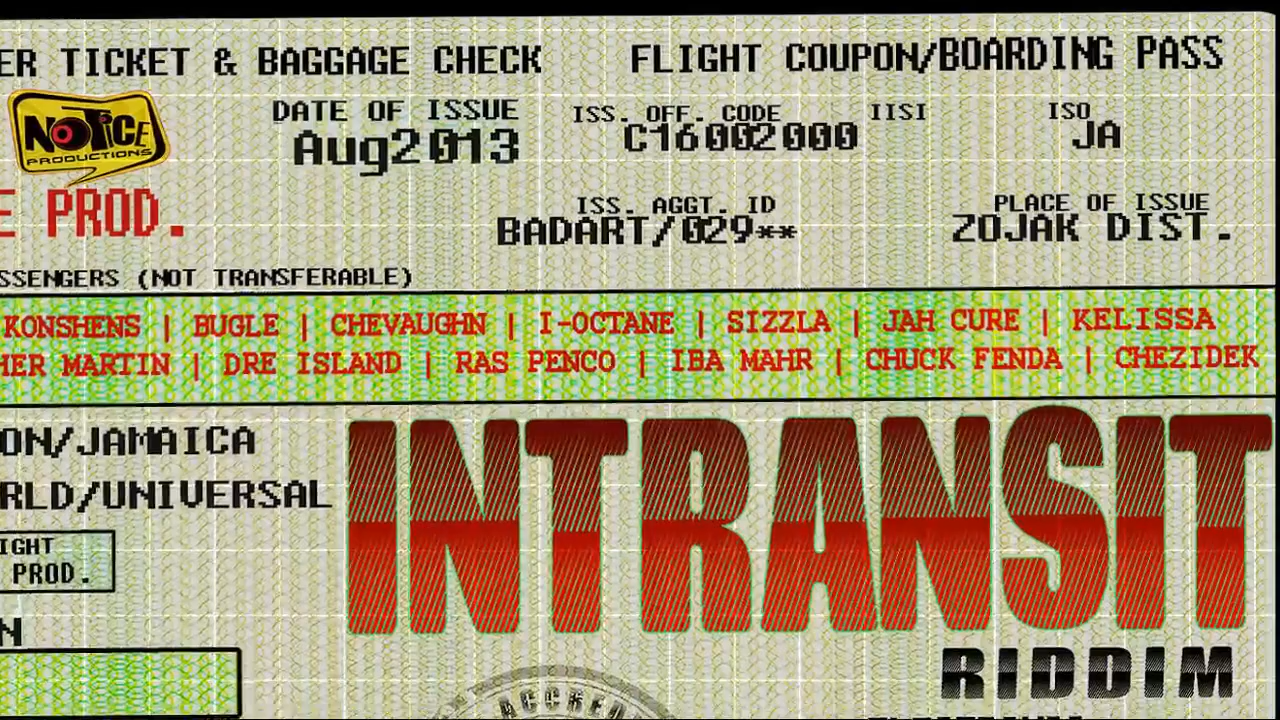 ER TICKET & BAGGAGE CHECK
FLIGHT COUPON/BOARDING PASS
NOTICE
PRODUCTIONS
DATE OF ISSUE
Aug2013
ISS. OFF. CODE
C16002000
IISI
ISO
JA
E PROD.
ISS. AGGT. ID
BADART/029**
PLACE OF ISSUE
ZOJAK DIST.
SSENGERS (NOT TRANSFERABLE)
KONSHENS | BUGLE | CHEVAUGHN | I-OCTANE | SIZZLA | JAH CURE | KELISSA
HER MARTIN | DRE ISLAND | RAS PENCO | IBA MAHR | CHUCK FENDA | CHEZIDEK
ON/JAMAICA
RLD/UNIVERSAL
INTRANSIT
RIDDIM
IGHT
PROD.
N